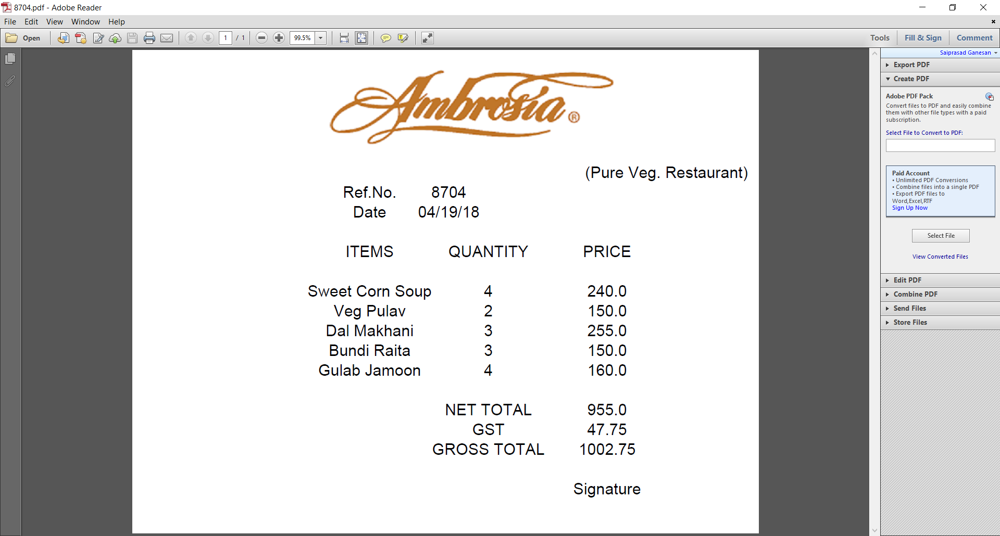 8704.pdf - Adobe Reader
File Edit View Window Help
Open 1 / 1 99.5% Tools Fill & Sign Comment
Ambrosia®
(Pure Veg. Restaurant)
Ref.No. 8704
Date 04/19/18
ITEMS QUANTITY PRICE
Sweet Corn Soup 4 240.0
Veg Pulav 2 150.0
Dal Makhani 3 255.0
Bundi Raita 3 150.0
Gulab Jamoon 4 160.0
NET TOTAL 955.0
GST 47.75
GROSS TOTAL 1002.75
Signature
Saiprasad Ganesan
Export PDF
Create PDF
Adobe PDF Pack
Convert files to PDF and easily combine
them with other file types with a paid
subscription.
Select File to Convert to PDF:
Paid Account
• Unlimited PDF Conversions
• Combine files into a single PDF
• Export PDF files to
Word,Excel,RTF
Sign Up Now
Select File
View Converted Files
Edit PDF
Combine PDF
Send Files
Store Files